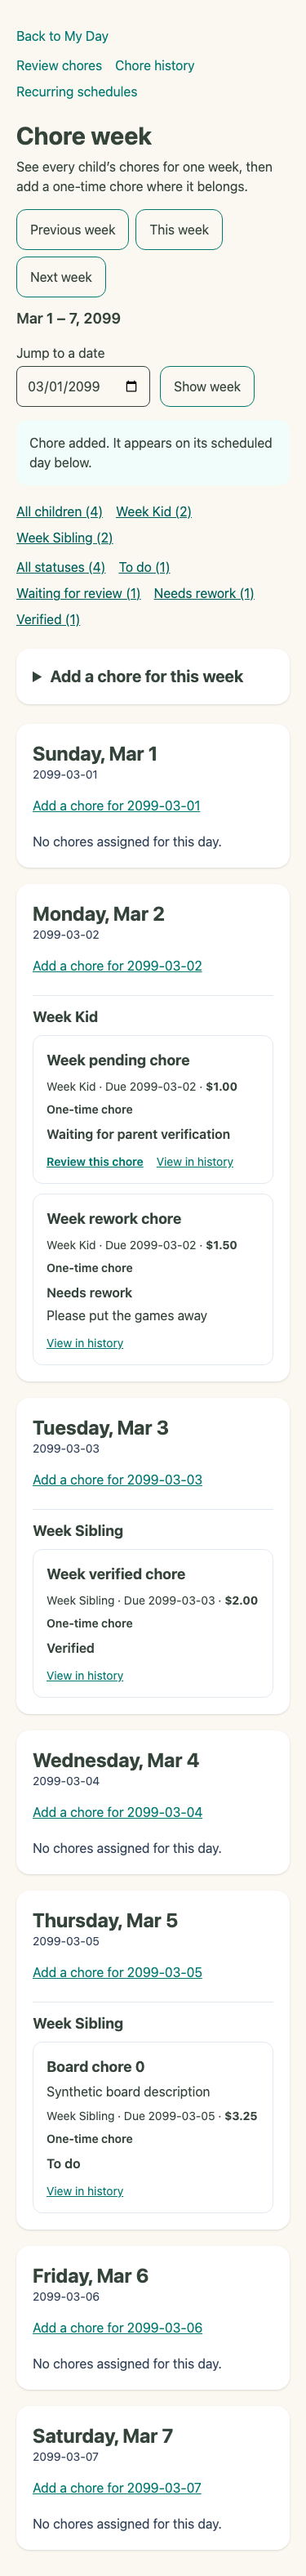 Back to My Day
Review chores Chore history
Recurring schedules
Chore week
See every child’s chores for one week, then
add a one-time chore where it belongs.
Previous week This week
Next week
Mar 1 – 7, 2099
Jump to a date
03/01/2099 Show week
Chore added. It appears on its scheduled
day below.
All children (4) Week Kid (2)
Week Sibling (2)
All statuses (4) To do (1)
Waiting for review (1) Needs rework (1)
Verified (1)
Add a chore for this week
Sunday, Mar 1
2099-03-01
Add a chore for 2099-03-01
No chores assigned for this day.
Monday, Mar 2
2099-03-02
Add a chore for 2099-03-02
Week Kid
Week pending chore
Week Kid · Due 2099-03-02 · $1.00
One-time chore
Waiting for parent verification
Review this chore View in history
Week rework chore
Week Kid · Due 2099-03-02 · $1.50
One-time chore
Needs rework
Please put the games away
View in history
Tuesday, Mar 3
2099-03-03
Add a chore for 2099-03-03
Week Sibling
Week verified chore
Week Sibling · Due 2099-03-03 · $2.00
One-time chore
Verified
View in history
Wednesday, Mar 4
2099-03-04
Add a chore for 2099-03-04
No chores assigned for this day.
Thursday, Mar 5
2099-03-05
Add a chore for 2099-03-05
Week Sibling
Board chore 0
Synthetic board description
Week Sibling · Due 2099-03-05 · $3.25
One-time chore
To do
View in history
Friday, Mar 6
2099-03-06
Add a chore for 2099-03-06
No chores assigned for this day.
Saturday, Mar 7
2099-03-07
Add a chore for 2099-03-07
No chores assigned for this day.